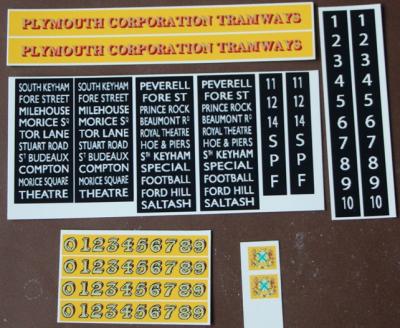 PLYMOUTH CORPORATION TRAMWAYS
PLYMOUTH CORPORATION TRAMWAYS
SOUTH KEYHAM
FORE STREET
MILEHOUSE
MORICE Sq
TOR LANE
STUART ROAD
St BUDEAUX
COMPTON
MORICE SQUARE
THEATRE
SOUTH KEYHAM
FORE STREET
MILEHOUSE
MORICE Sq
TOR LANE
STUART ROAD
St BUDEAUX
COMPTON
MORICE SQUARE
THEATRE
PEVERELL
FORE ST
PRINCE ROCK
BEAUMONT Rd
ROYAL THEATRE
HOE & PIERS
Sth KEYHAM
SPECIAL
FOOTBALL
FORD HILL
SALTASH
PEVERELL
FORE ST
PRINCE ROCK
BEAUMONT Rd
ROYAL THEATRE
HOE & PIERS
Sth KEYHAM
SPECIAL
FOOTBALL
FORD HILL
SALTASH
11
12
14
S
P
F
11
12
14
S
P
F
1
2
3
4
5
6
7
8
9
10
1
2
3
4
5
6
7
8
9
10
0123456789
0123456789
0123456789
0123456789